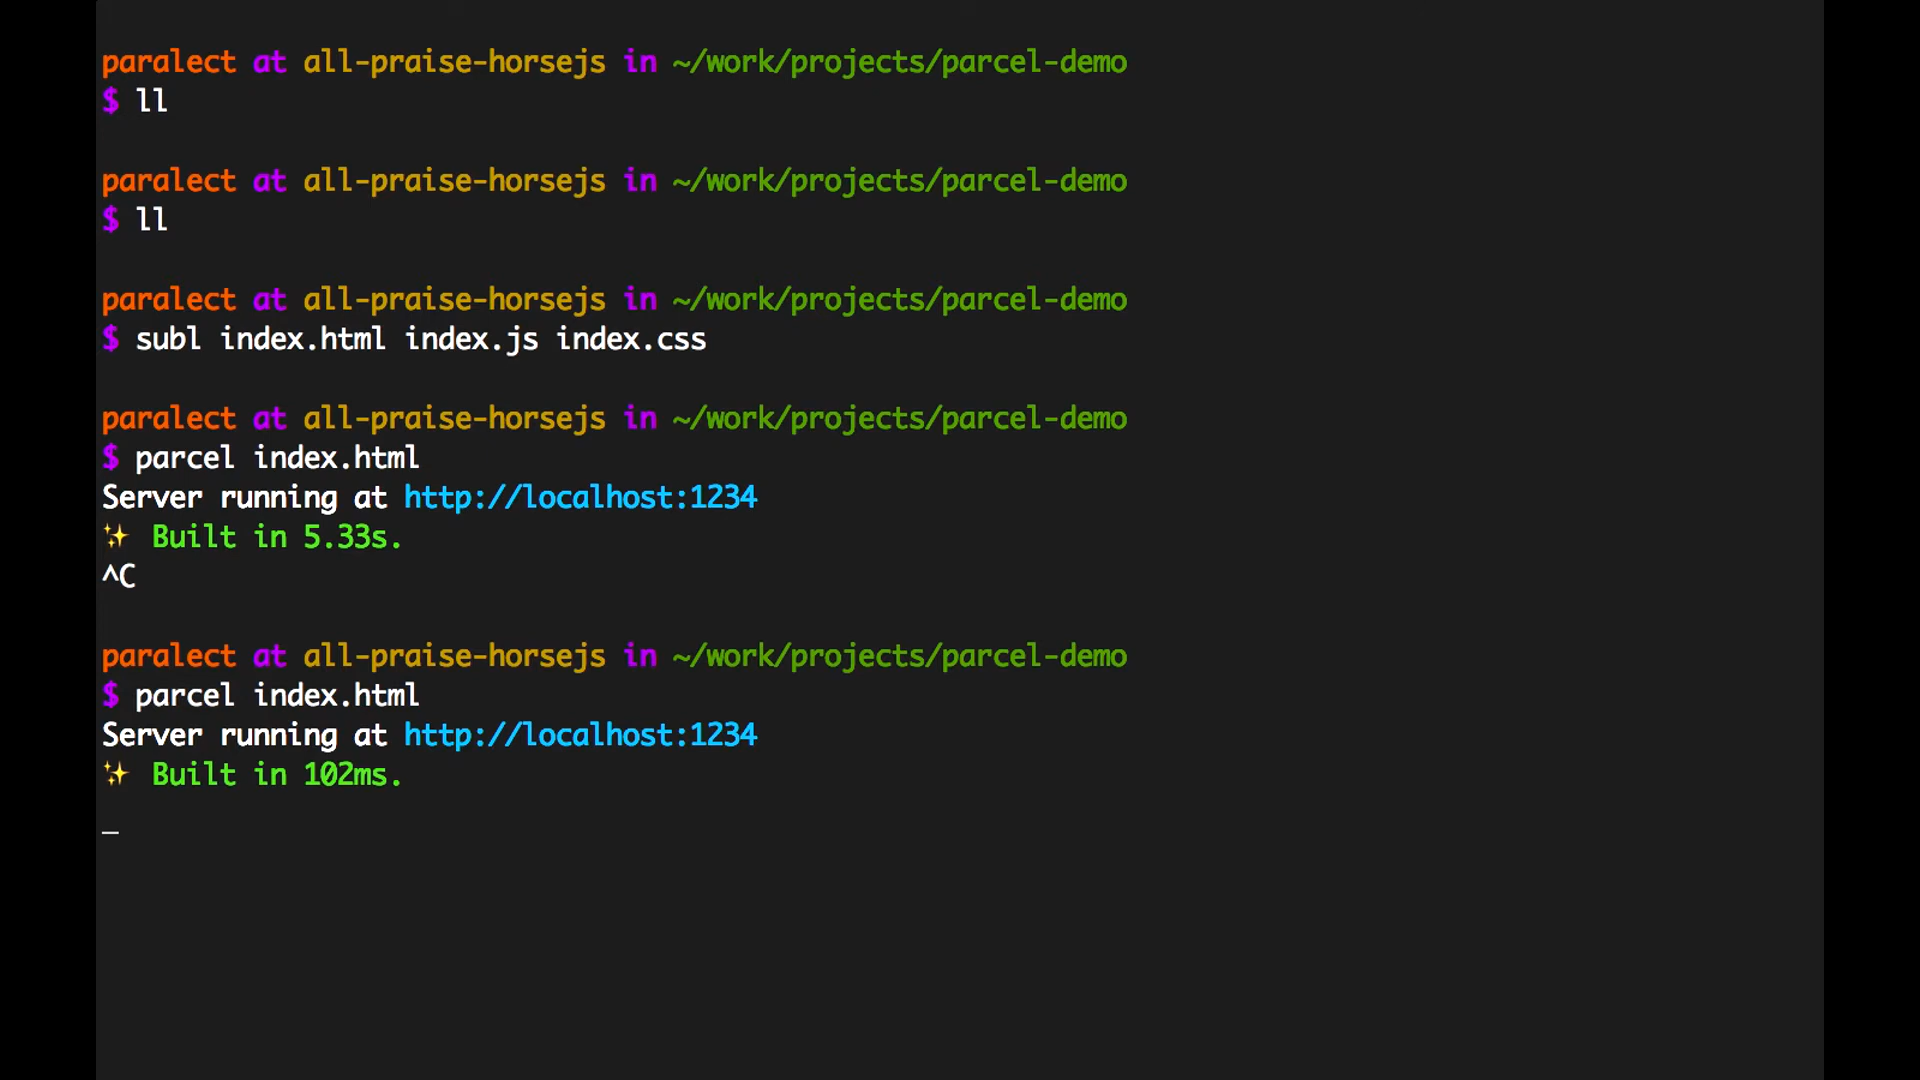 paralect at all-praise-horsejs in ~/work/projects/parcel-demo
$ ll
paralect at all-praise-horsejs in ~/work/projects/parcel-demo
$ ll
paralect at all-praise-horsejs in ~/work/projects/parcel-demo
$ subl index.html index.js index.css
paralect at all-praise-horsejs in ~/work/projects/parcel-demo
$ parcel index.html
Server running at http://localhost:1234
✨ Built in 5.33s.
^C
paralect at all-praise-horsejs in ~/work/projects/parcel-demo
$ parcel index.html
Server running at http://localhost:1234
✨ Built in 102ms.
_